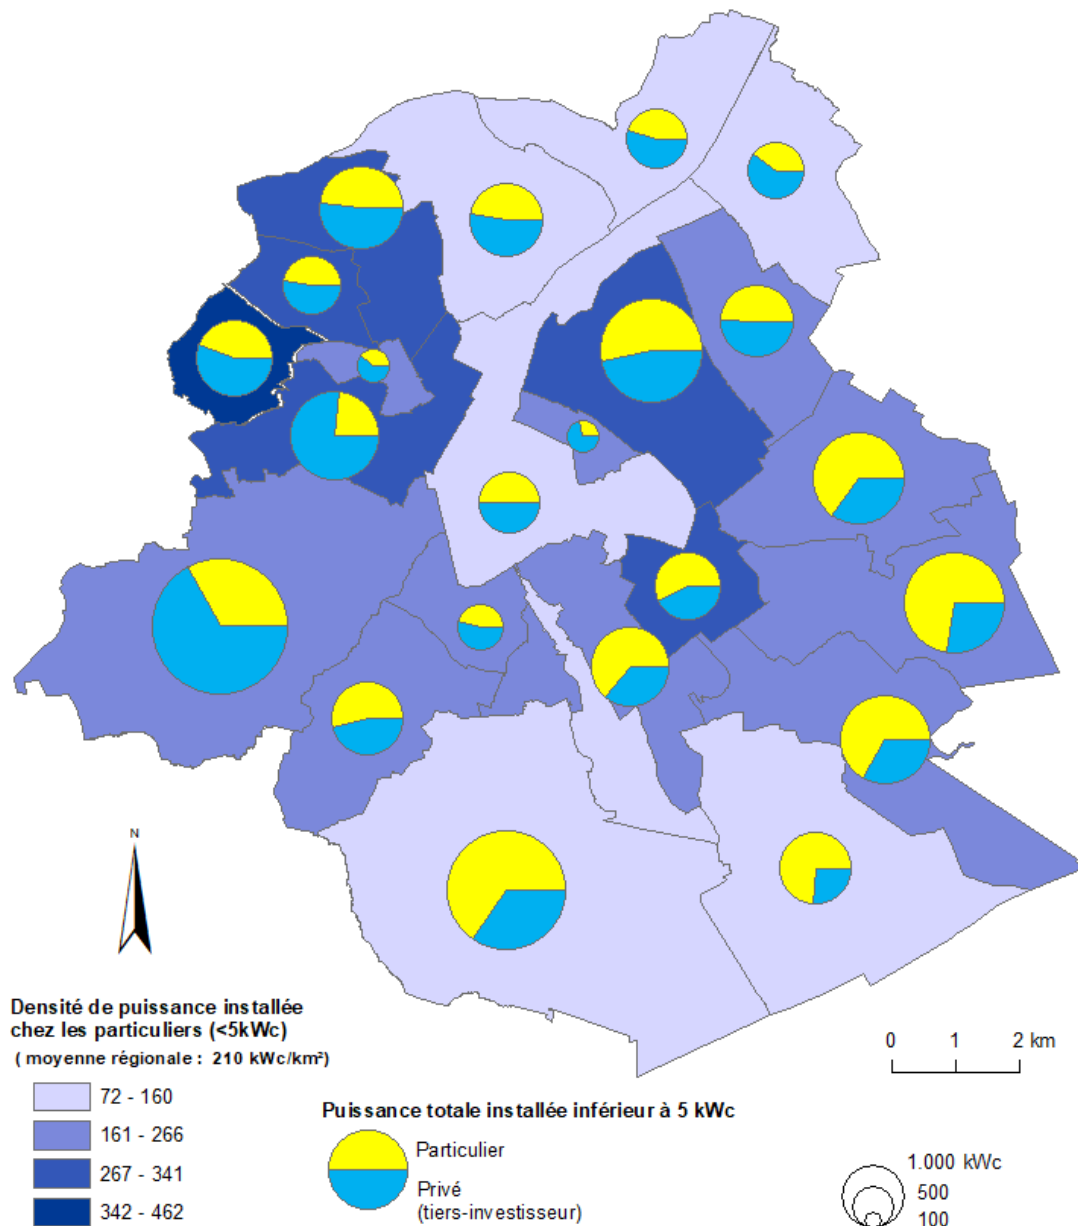 N
Densité de puissance installée
chez les particuliers (<5kWc)
( moyenne régionale : 210 kWc/km²)
72 - 160
161 - 266
267 - 341
342 - 462
Puissance totale installée inférieur à 5 kWc
Particulier
Privé
(tiers-investisseur)
0 1 2 km
1.000 kWc
500
100